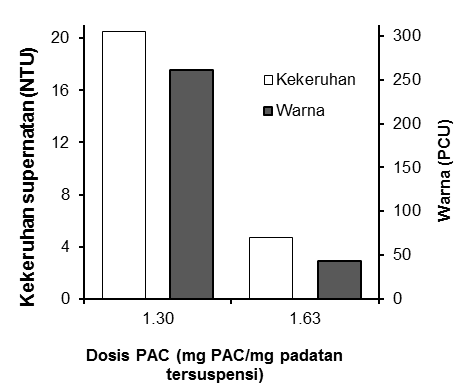 Kekeruhan supernatan (NTU)
20
16
12
8
4
0
Kekeruhan
Warna
300
250
200
150
100
50
0
Warna (PCU)
1.30
1.63
Dosis PAC (mg PAC/mg padatan
tersuspensi)